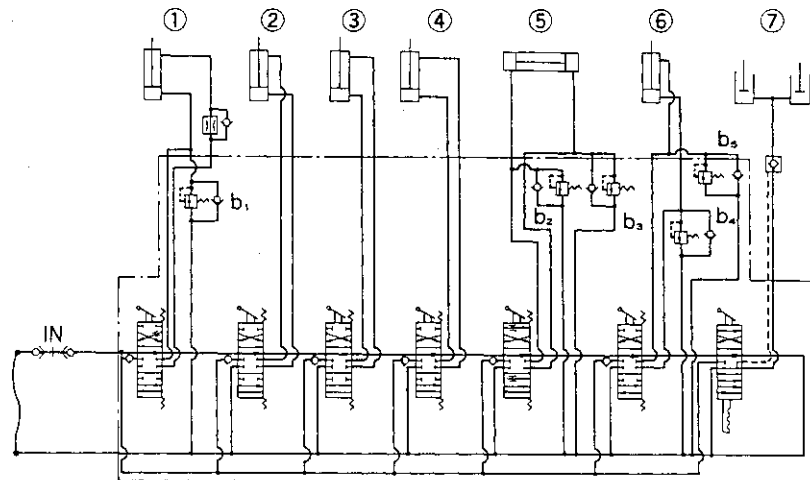 ① ② ③ ④ ⑤ ⑥ ⑦
b₅
b₁
b₂
b₃
b₄
IN